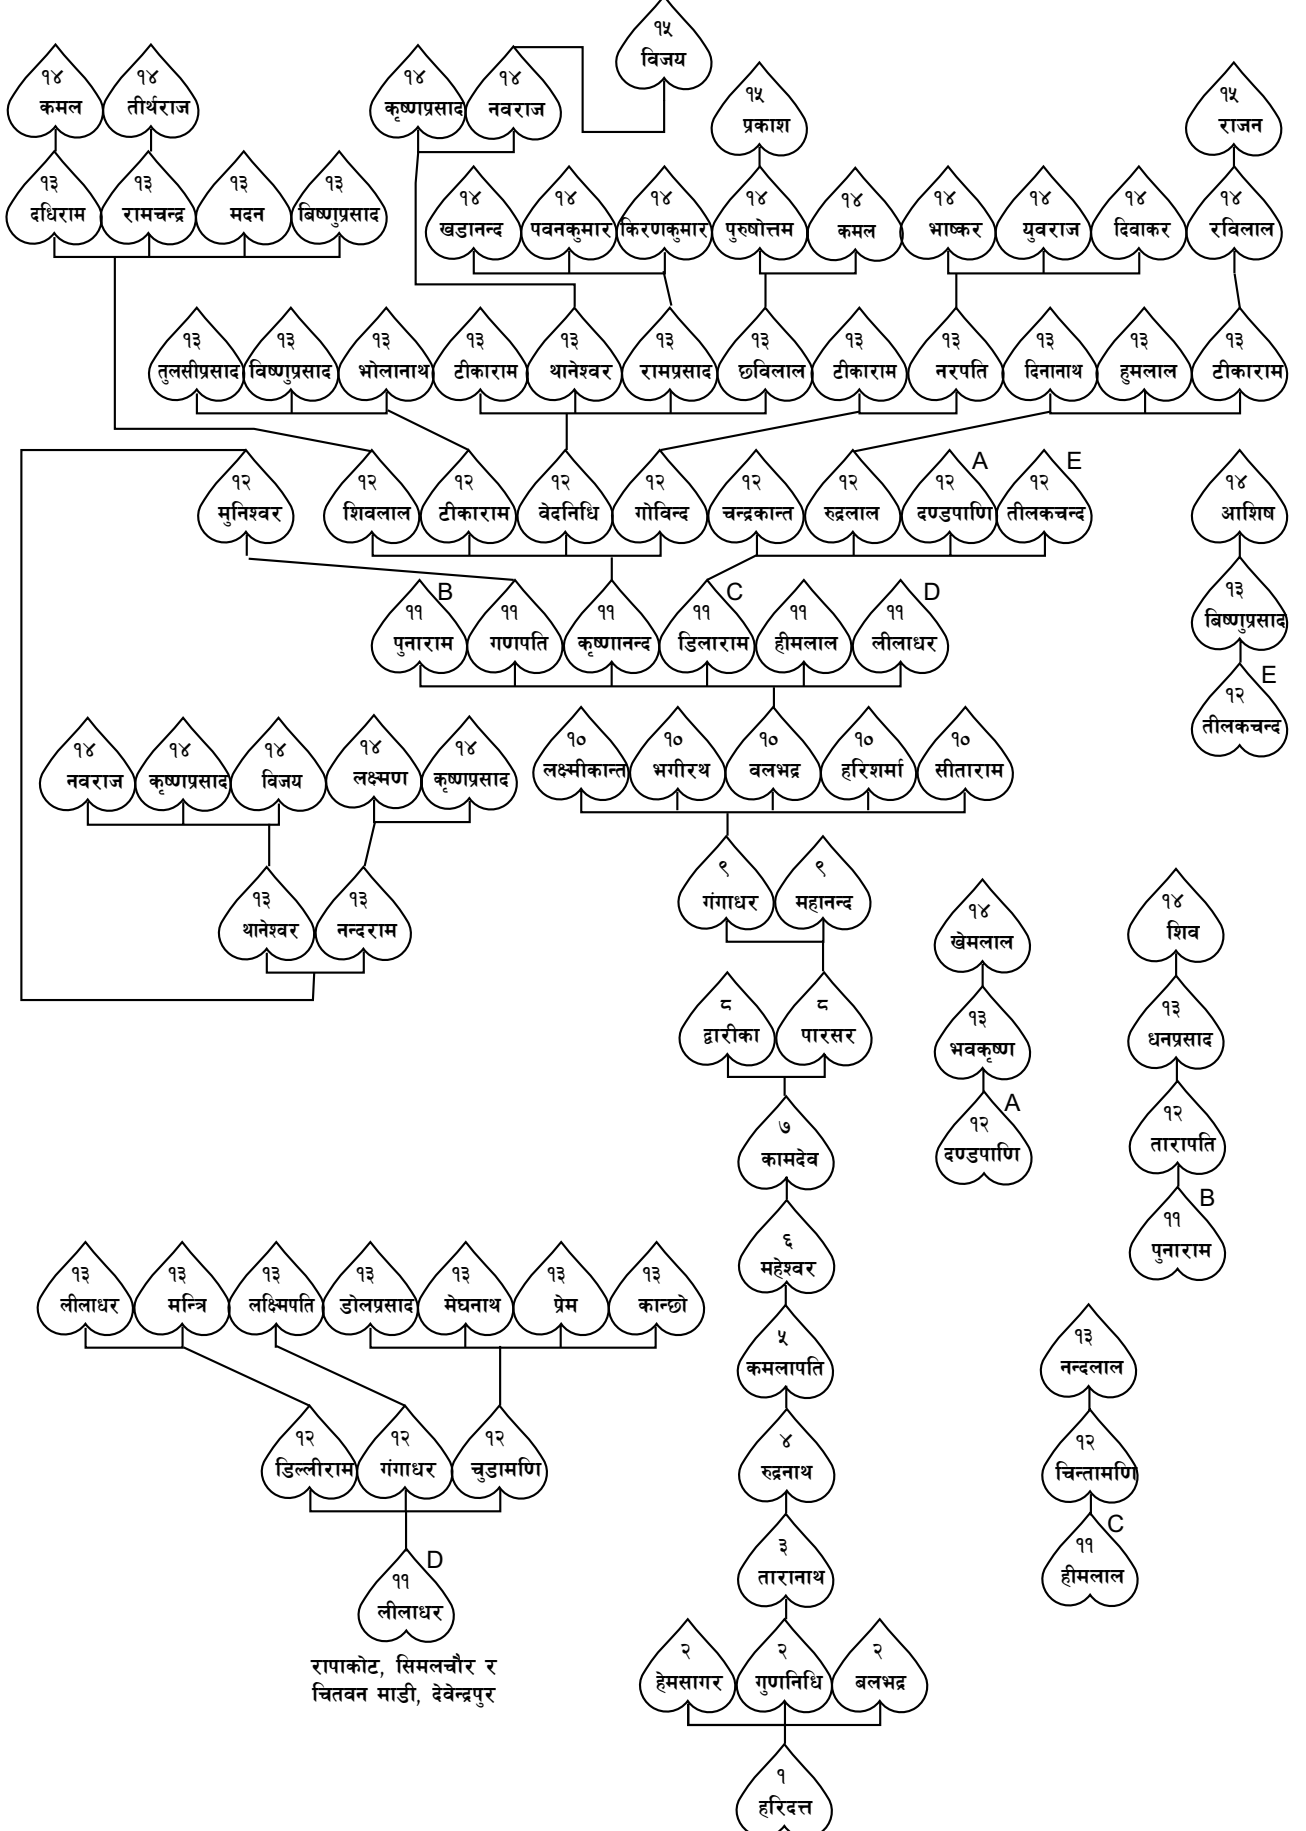 १५
विजय
१४
कमल
१४
तीर्थराज
१४
कृष्णप्रसाद
१४
नवराज
१५
प्रकाश
१५
राजन
१३
दधिराम
१३
रामचन्द्र
१३
मदन
१३
बिष्णुप्रसाद
१४
खडानन्द
१४
पवनकुमार
१४
किरणकुमार
१४
पुरुषोत्तम
१४
कमल
१४
भाष्कर
१४
युवराज
१४
दिवाकर
१४
रविलाल
१३
तुलसीप्रसाद
१३
विष्णुप्रसाद
१३
भोलानाथ
१३
टीकाराम
१३
थानेश्वर
१३
रामप्रसाद
१३
छविलाल
१३
टीकाराम
१३
नरपति
१३
दिनानाथ
१३
हुमलाल
१३
टीकाराम
१२
मुनिश्वर
१२
शिवलाल
१२
टीकाराम
१२
वेदनिधि
१२
गोविन्द
१२
चन्द्रकान्त
१२
रुद्रलाल
A
१२
दण्डपाणि
E
१२
तीलकचन्द
१४
आशिष
B
११
पुनाराम
११
गणपति
११
कृष्णानन्द
C
११
डिलाराम
११
हीमलाल
D
११
लीलाधर
१३
बिष्णुप्रसाद
E
१२
तीलकचन्द
१४
नवराज
१४
कृष्णप्रसाद
१४
विजय
१४
लक्ष्मण
१४
कृष्णप्रसाद
१०
लक्ष्मीकान्त
१०
भगीरथ
१०
वलभद्र
१०
हरिशर्मा
१०
सीताराम
१३
थानेश्वर
१३
नन्दराम
९
गंगाधर
९
महानन्द
१४
खेमलाल
१४
शिव
८
द्वारीका
८
पारसर
१३
भवकृष्ण
१३
धनप्रसाद
७
कामदेव
A
१२
दण्डपाणि
१२
तारापति
६
महेश्वर
B
११
पुनाराम
१३
लीलाधर
१३
मन्त्रि
१३
लक्ष्मिपति
१३
डोलप्रसाद
१३
मेघनाथ
१३
प्रेम
१३
कान्छो
५
कमलापति
१३
नन्दलाल
१२
डिल्लीराम
१२
गंगाधर
१२
चुडामणि
४
रुद्रनाथ
१२
चिन्तामणि
D
११
लीलाधर
३
तारानाथ
C
११
हीमलाल
रापाकोट, सिमलचौर र
चितवन माडी, देवेन्द्रपुर
२
हेमसागर
२
गुणनिधि
२
बलभद्र
१
हरिदत्त